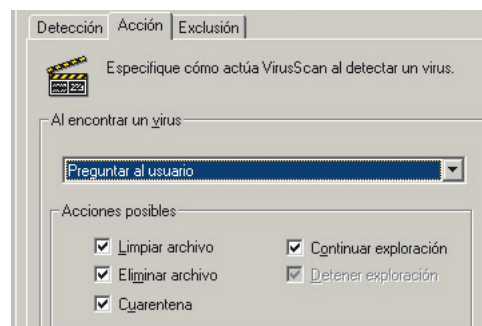 Detección Acción Exclusión
Especifique cómo actúa VirusScan al detectar un virus.
Al encontrar un virus
Preguntar al usuario
Acciones posibles
Limpiar archivo
Continuar exploración
Eliminar archivo
Detener exploración
Cuarentena